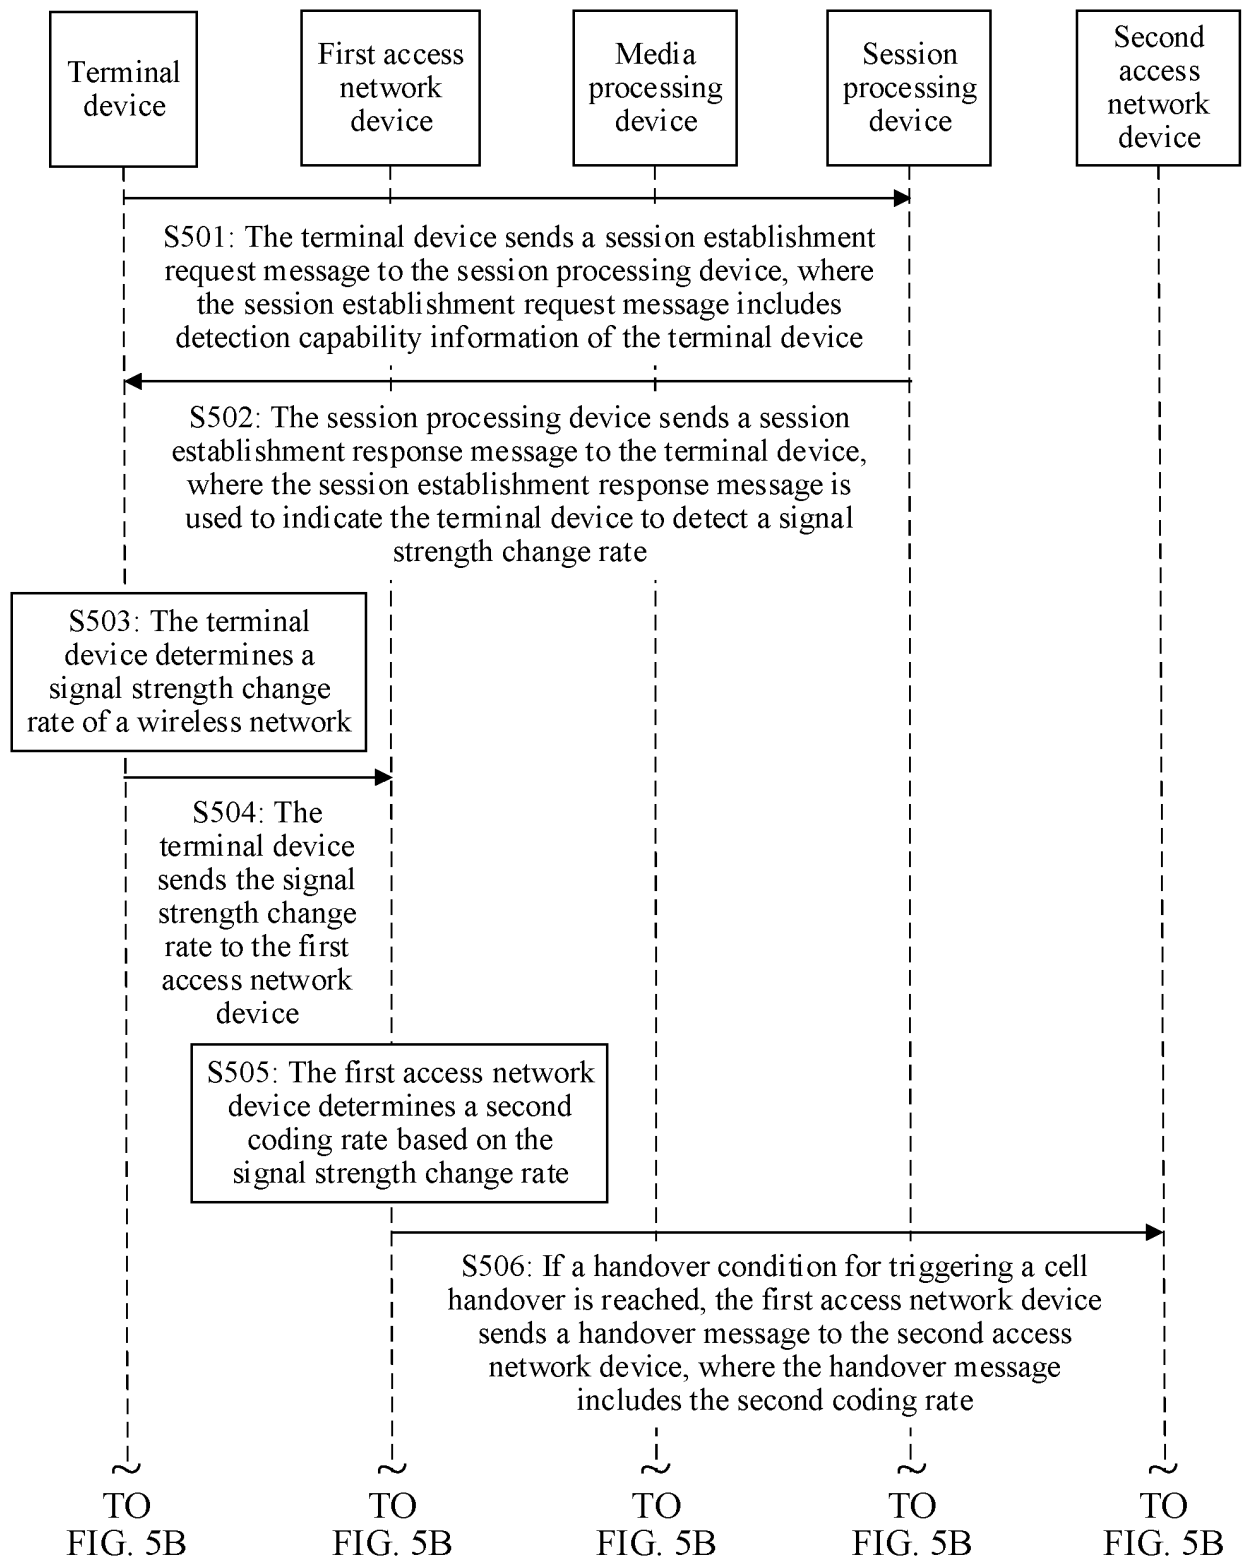 Terminal
device
First access
network
device
Media
processing
device
Session
processing
device
Second
access
network
device
S501: The terminal device sends a session establishment
request message to the session processing device, where
the session establishment request message includes
detection capability information of the terminal device
S502: The session processing device sends a session
establishment response message to the terminal device,
where the session establishment response message is
used to indicate the terminal device to detect a signal
strength change rate
S503: The terminal
device determines a
signal strength change
rate of a wireless network
S504: The
terminal device
sends the signal
strength change
rate to the first
access network
device
S505: The first access network
device determines a second
coding rate based on the
signal strength change rate
S506: If a handover condition for triggering a cell
handover is reached, the first access network device
sends a handover message to the second access
network device, where the handover message
includes the second coding rate
TO
FIG. 5B
TO
FIG. 5B
TO
FIG. 5B
TO
FIG. 5B
TO
FIG. 5B